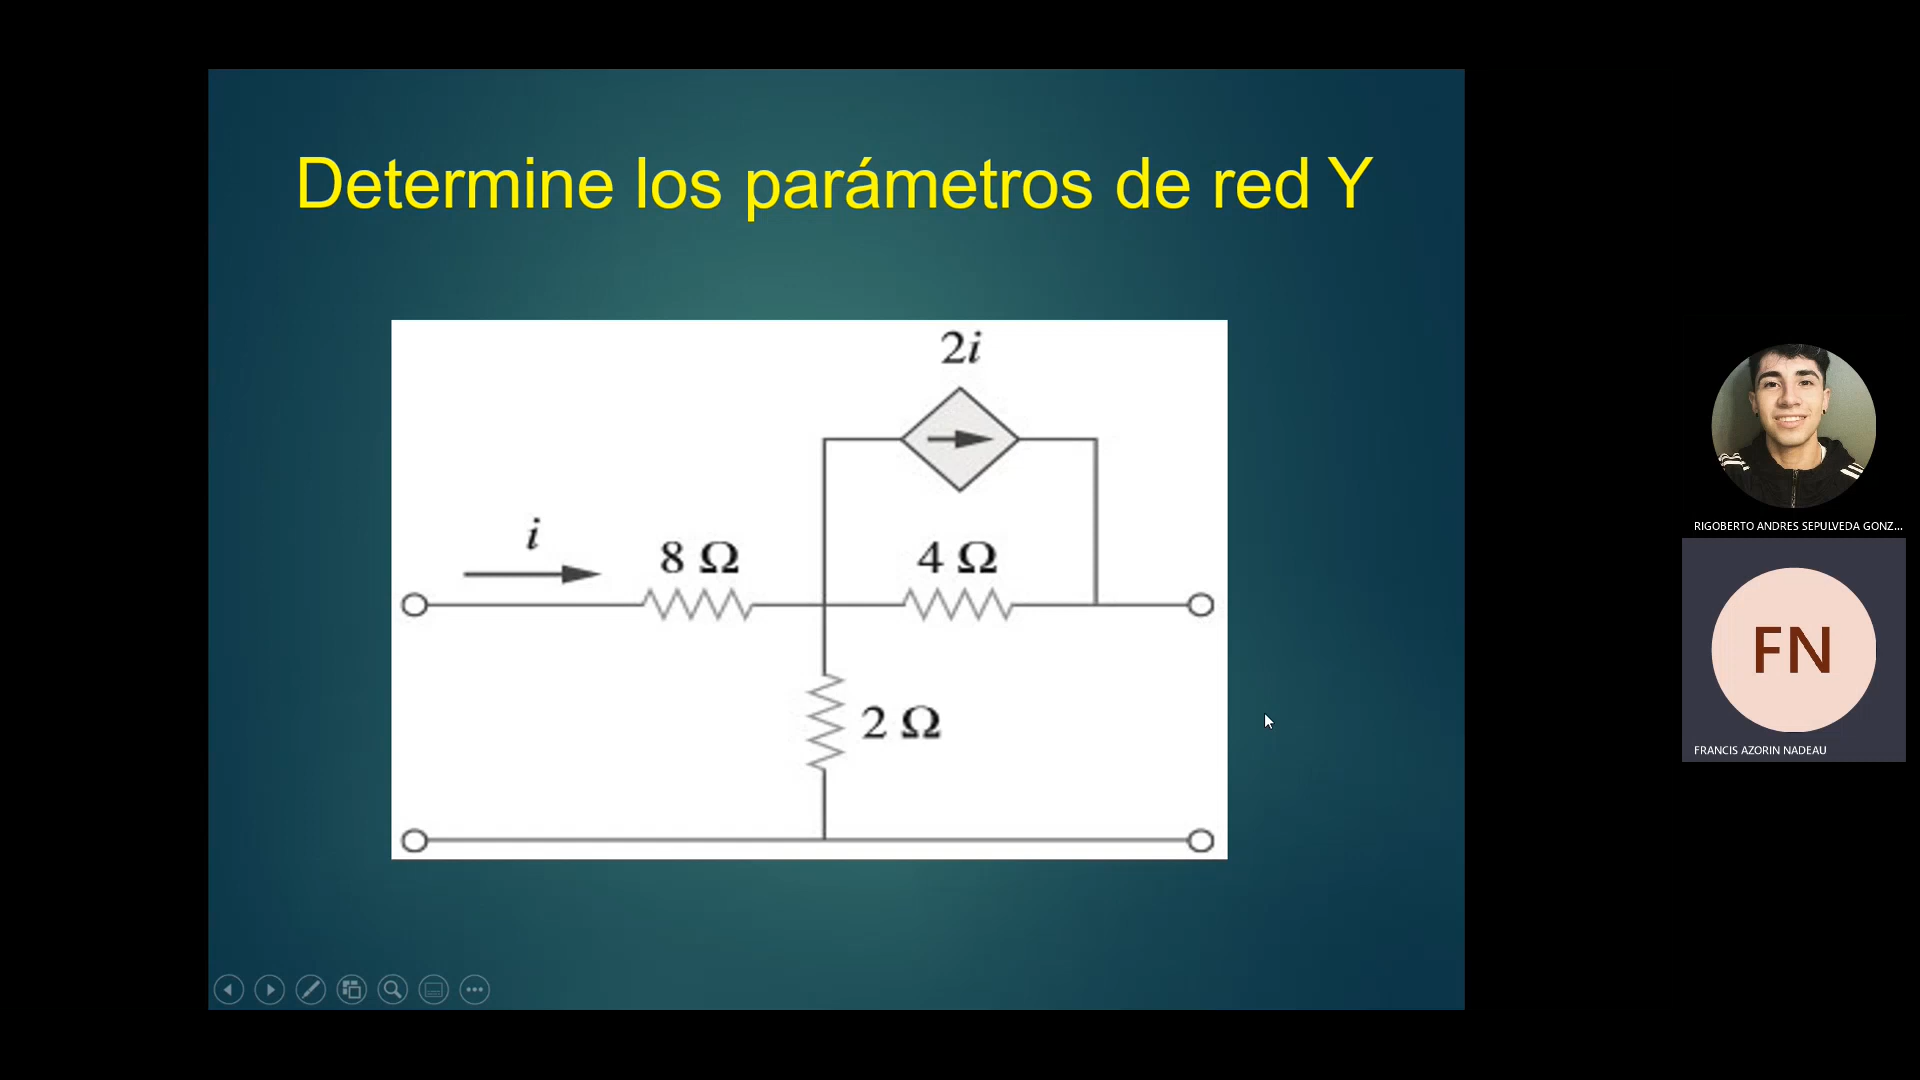 Determine los parámetros de red Y
2i
i
8 Ω
4 Ω
2 Ω
RIGOBERTO ANDRES SEPULVEDA GONZ...
FN
FRANCIS AZORIN NADEAU